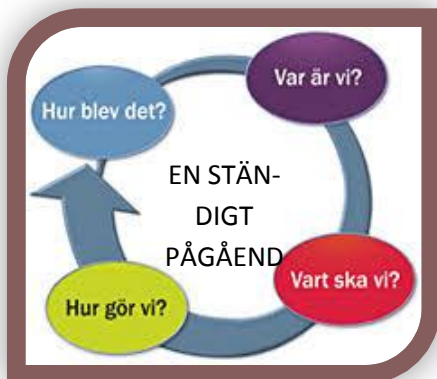 Var är vi?
Hur blev det?
EN STÄN-
DIGT
PÅGÅEND
Vart ska vi?
Hur gör vi?